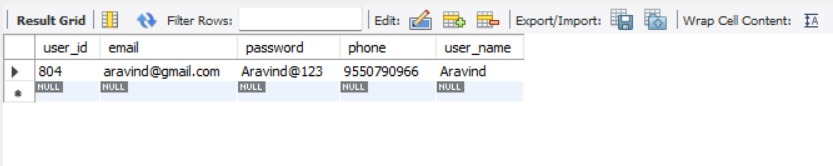 Result Grid Filter Rows: Edit: Export/Import: Wrap Cell Content:
user_id email password phone user_name
804 aravind@gmail.com Aravind@123 9550790966 Aravind
NULL NULL NULL NULL NULL